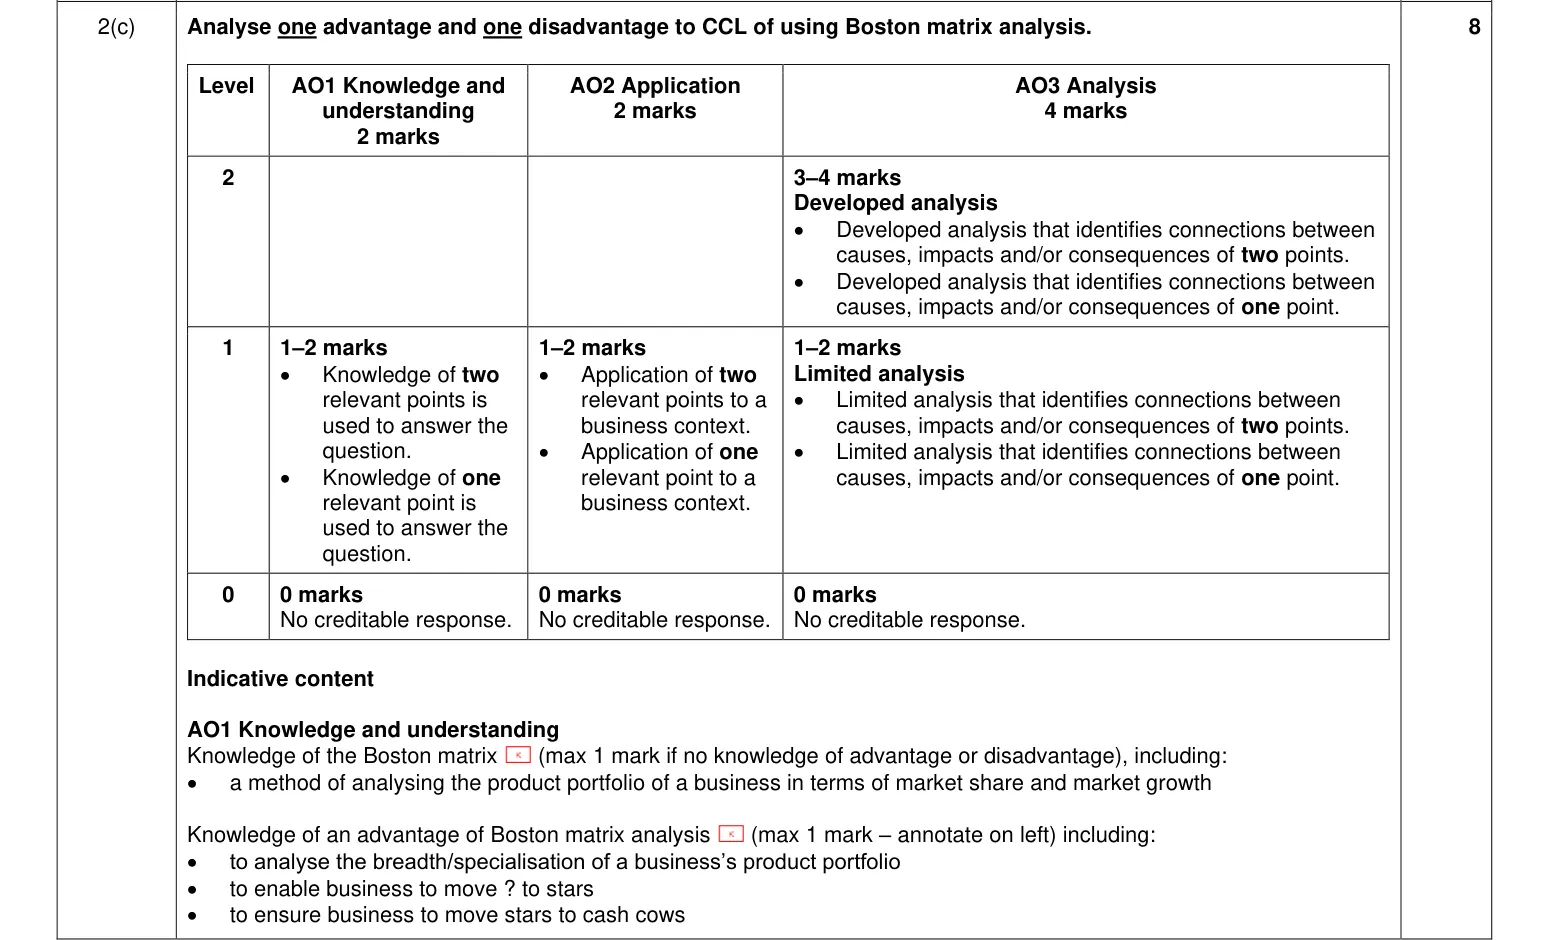 2(c)
Analyse one advantage and one disadvantage to CCL of using Boston matrix analysis.
8
Level
AO1 Knowledge and
understanding
2 marks
AO2 Application
2 marks
AO3 Analysis
4 marks
2
3–4 marks
Developed analysis
• Developed analysis that identifies connections between
causes, impacts and/or consequences of two points.
• Developed analysis that identifies connections between
causes, impacts and/or consequences of one point.
1
1–2 marks
• Knowledge of two
relevant points is
used to answer the
question.
• Knowledge of one
relevant point is
used to answer the
question.
1–2 marks
• Application of two
relevant points to a
business context.
• Application of one
relevant point to a
business context.
1–2 marks
Limited analysis
• Limited analysis that identifies connections between
causes, impacts and/or consequences of two points.
• Limited analysis that identifies connections between
causes, impacts and/or consequences of one point.
0
0 marks
No creditable response.
0 marks
No creditable response.
0 marks
No creditable response.
Indicative content
AO1 Knowledge and understanding
Knowledge of the Boston matrix K (max 1 mark if no knowledge of advantage or disadvantage), including:
• a method of analysing the product portfolio of a business in terms of market share and market growth
Knowledge of an advantage of Boston matrix analysis K (max 1 mark – annotate on left) including:
• to analyse the breadth/specialisation of a business’s product portfolio
• to enable business to move ? to stars
• to ensure business to move stars to cash cows